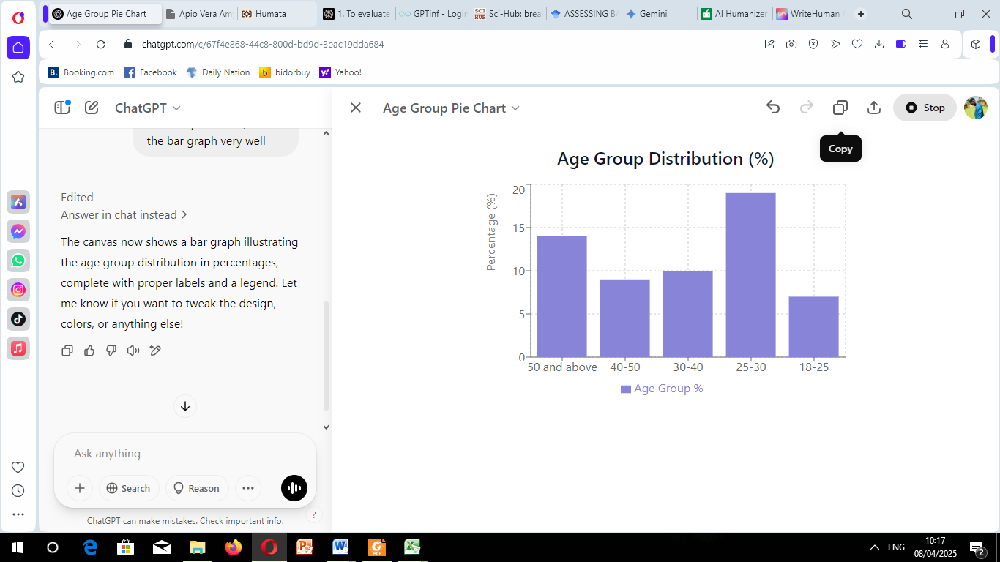 Age Group Pie Chart
Apio Vera Am
Humata
1. To evaluate
GPTinf - Login
SCI HUB
Sci-Hub: brea
ASSESSING BA
Gemini
AI Humanizer
WriteHuman A
chatgpt.com/c/67f4e868-44c8-800d-bd9d-3eac19dda684
B.
Booking.com
Facebook
Daily Nation
b
bidorbuy
y!
Yahoo!
ChatGPT
Age Group Pie Chart
Stop
Copy
the bar graph very well
Edited
Answer in chat instead >
The canvas now shows a bar graph illustrating
the age group distribution in percentages,
complete with proper labels and a legend. Let
me know if you want to tweak the design,
colors, or anything else!
Ask anything
Search
Reason
?
ChatGPT can make mistakes. Check important info.
Age Group Distribution (%)
Percentage (%)
20
15
10
5
0
50 and above
40-50
30-40
25-30
18-25
Age Group %
ENG
10:17
08/04/2025
2